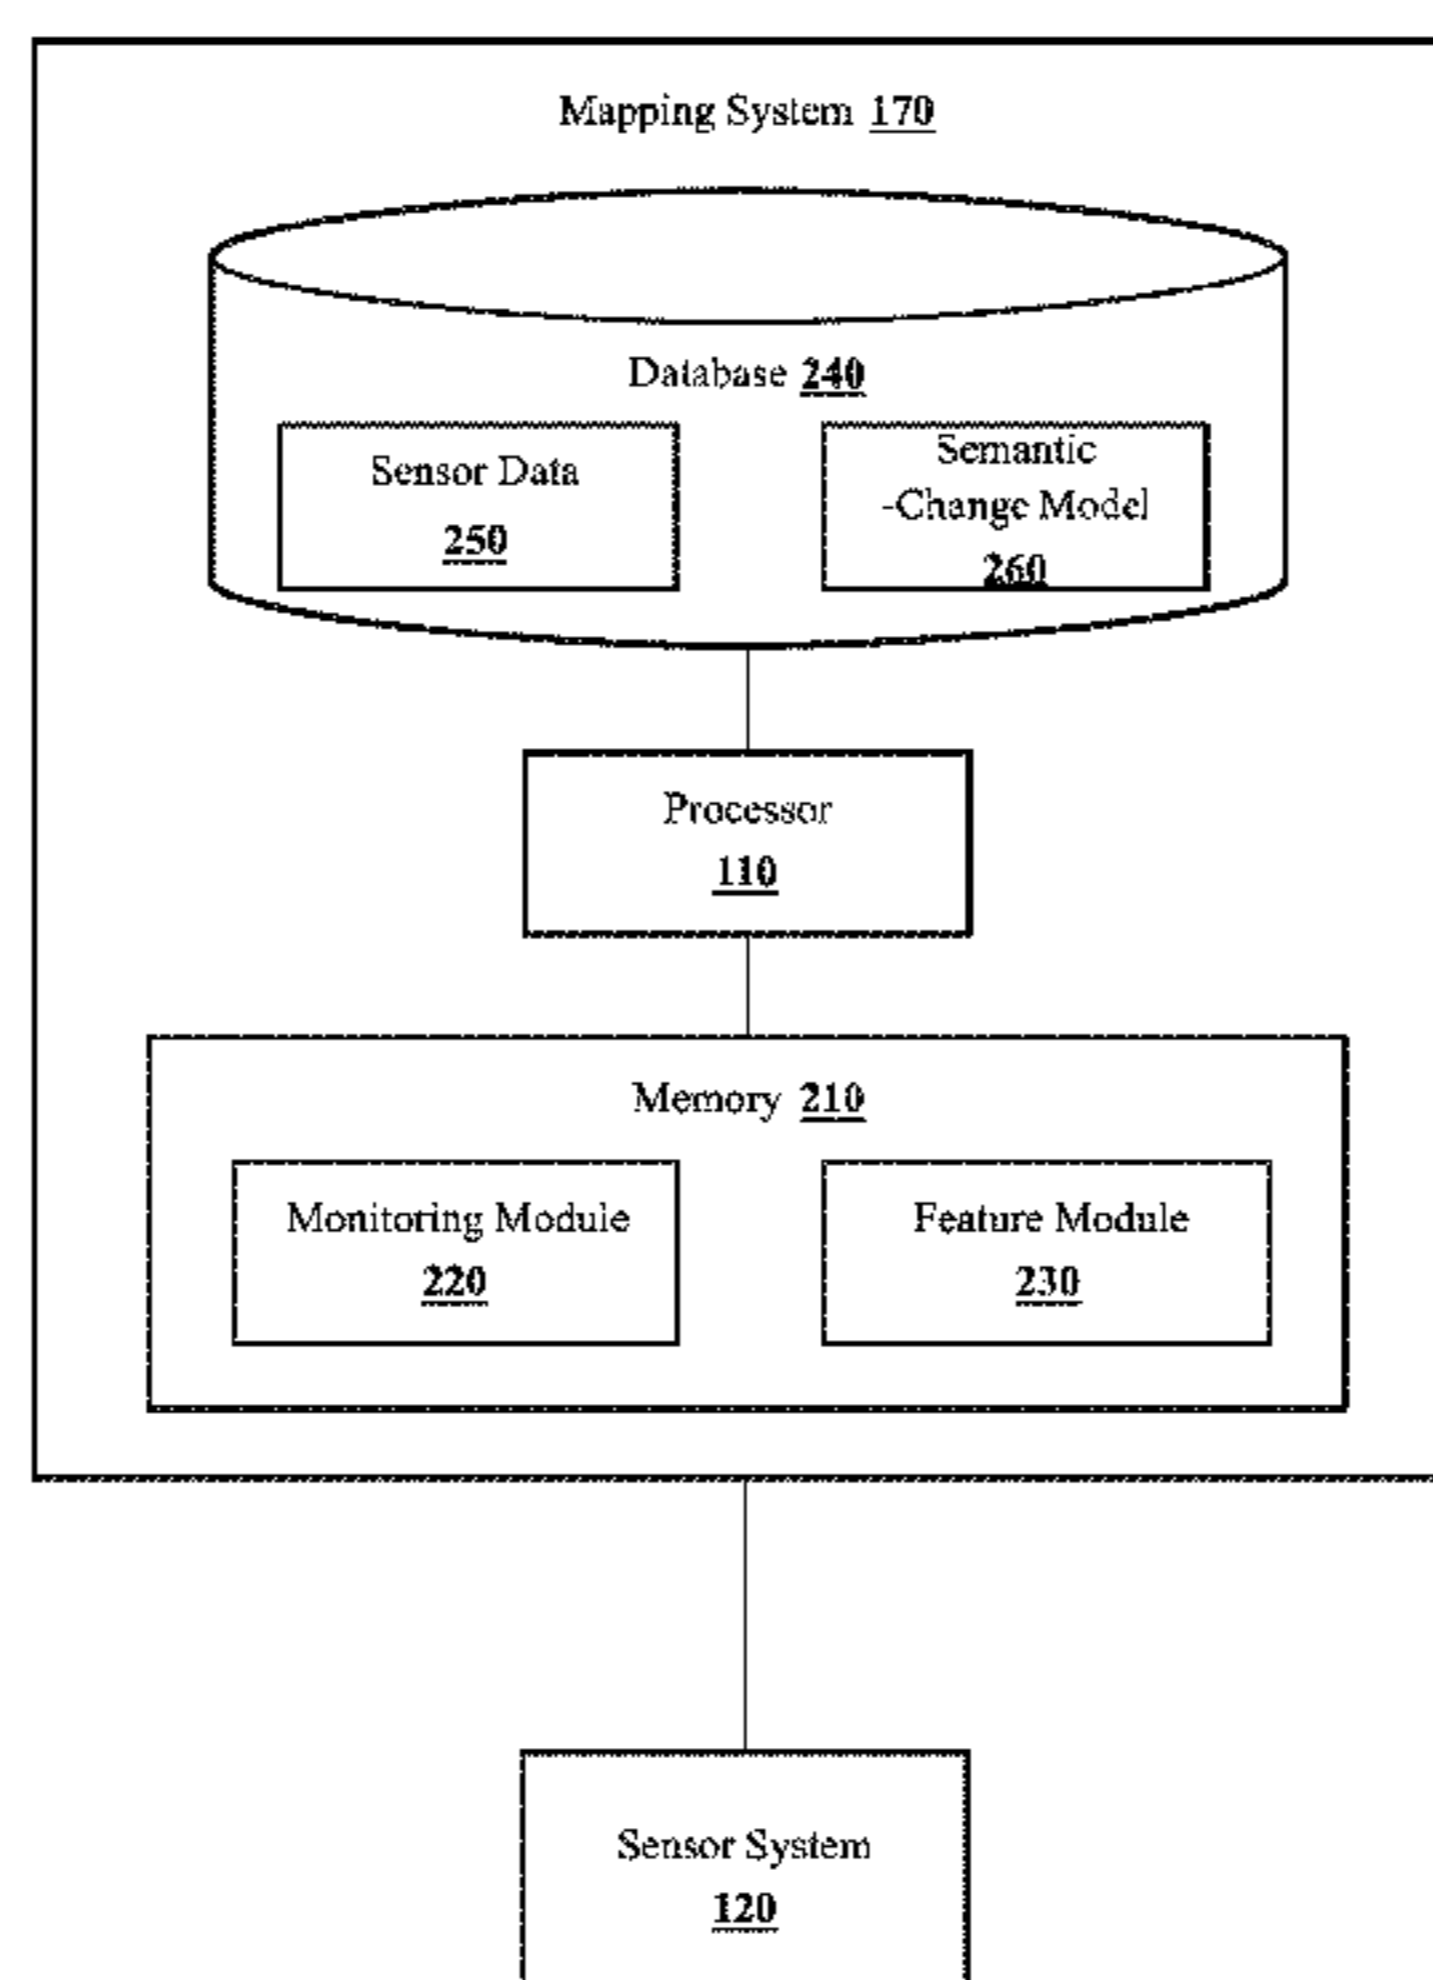 Mapping System 170
Database 240
Sensor Data
250
Semantic
-Change Model
260
Processor
110
Memory 210
Monitoring Module
220
Feature Module
230
Sensor System
120